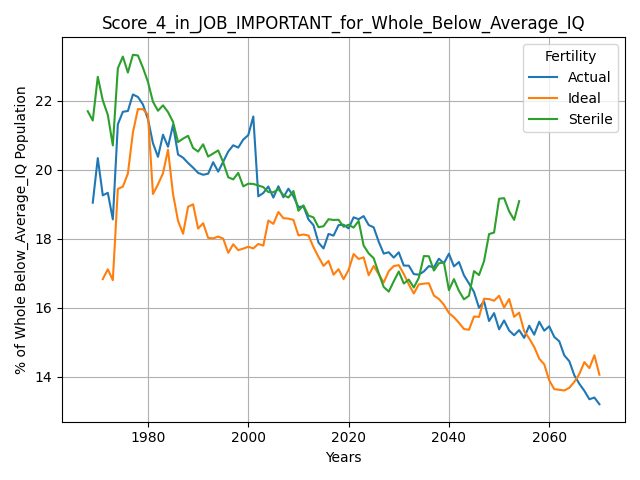 Score_4_in_JOB_IMPORTANT_for_Whole_Below_Average_IQ
% of Whole Below_Average_IQ Population
22
20
18
16
14
Fertility
Actual
Ideal
Sterile
1980
2000
2020
2040
2060
Years